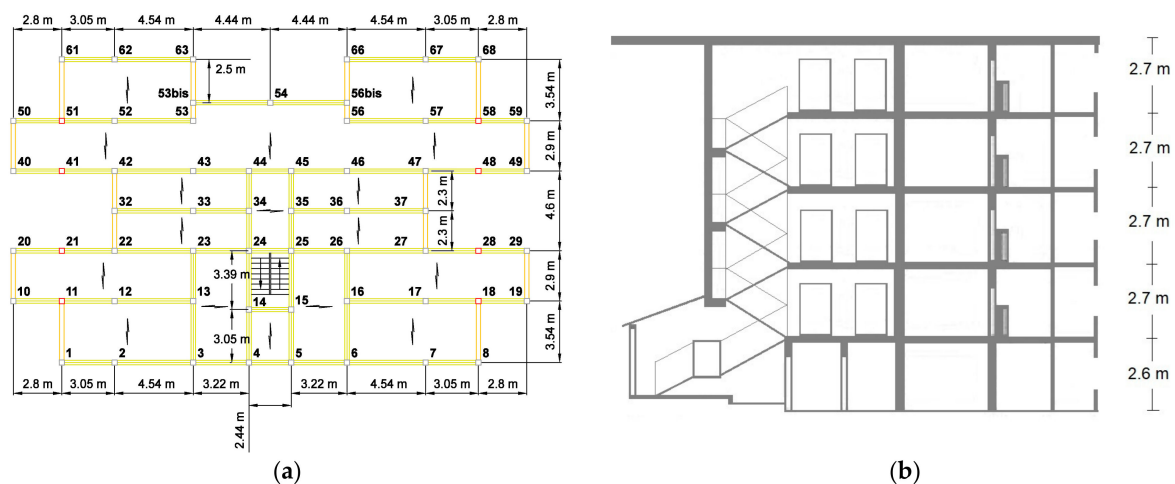 2.8 m 3.05 m 4.54 m 4.44 m 4.44 m 4.54 m 3.05 m 2.8 m
61 62 63 66 67 68
2.5 m
3.54 m
53bis 54 56bis
50 51 52 53 56 57 58 59
2.9 m
40 41 42 43 44 45 46 47 48 49
2.3 m
4.6 m
32 33 34 35 36 37
2.3 m
20 21 22 23 24 25 26 27 28 29
3.39 m
2.9 m
10 11 12 13 14 15 16 17 18 19
3.05 m
3.54 m
1 2 3 4 5 6 7 8
2.8 m 3.05 m 4.54 m 3.22 m 3.22 m 4.54 m 3.05 m 2.8 m
2.44 m
(a)
2.7 m
2.7 m
2.7 m
2.7 m
2.6 m
(b)